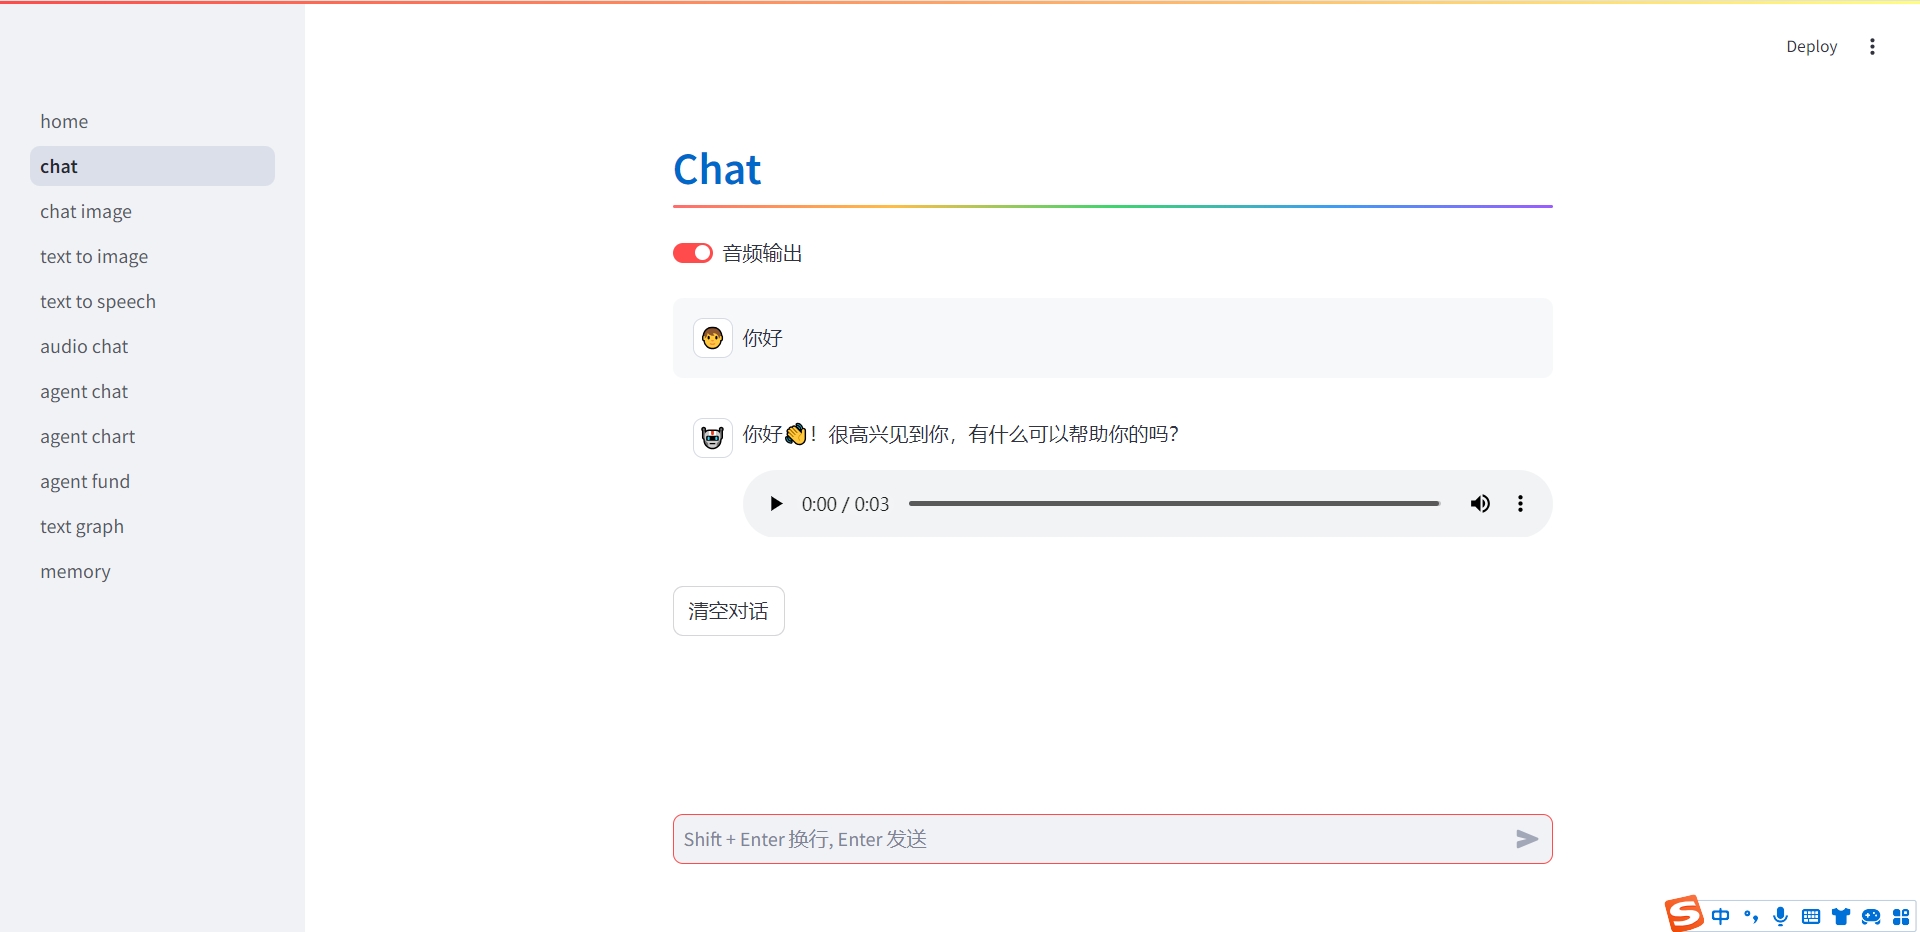 Deploy
home
chat
chat image
text to image
text to speech
audio chat
agent chat
agent chart
agent fund
text graph
memory
Chat
音频输出
你好
你好👋！很高兴见到你，有什么可以帮助你的吗？
0:00 / 0:03
清空对话
Shift + Enter 换行, Enter 发送
S 中